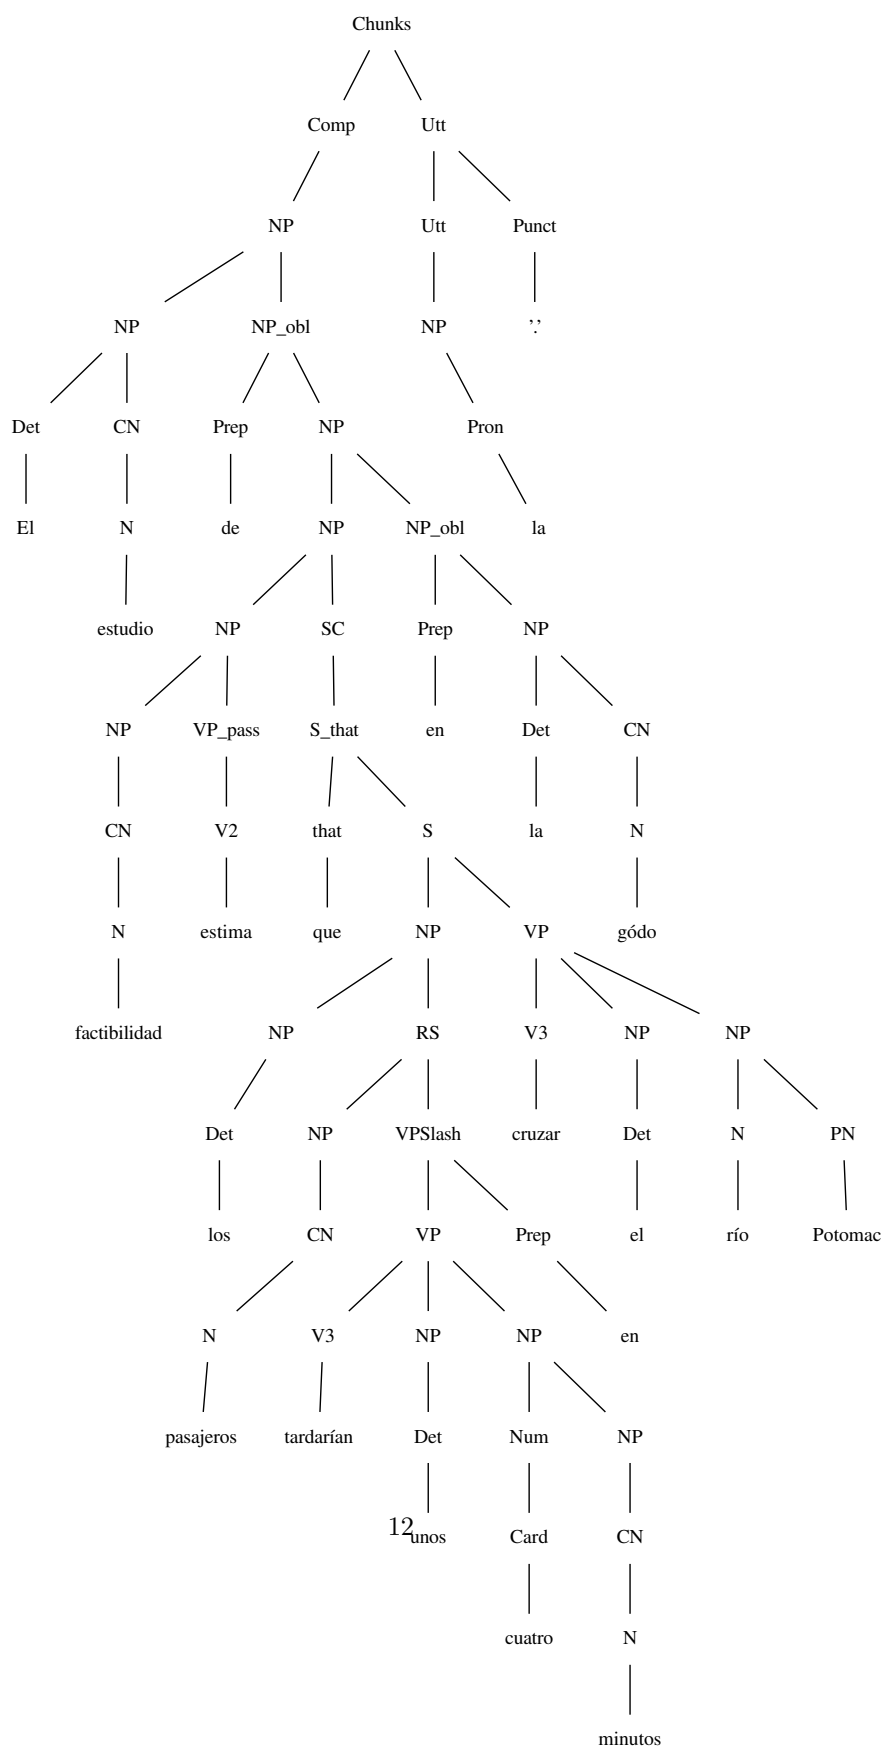 Chunks
Comp Utt
NP Utt Punct
NP NP_obl NP '.'
Det CN Prep NP Pron
El N de NP NP_obl la
estudio NP SC Prep NP
NP VP_pass S_that en Det CN
CN V2 that S la N
N estima que NP VP gódo
factibilidad NP RS V3 NP NP
Det NP VPSlash cruzar Det N PN
los CN VP Prep el río Potomac
N V3 NP NP en
pasajeros tardarían Det Num NP
12 unos Card CN
cuatro N
minutos